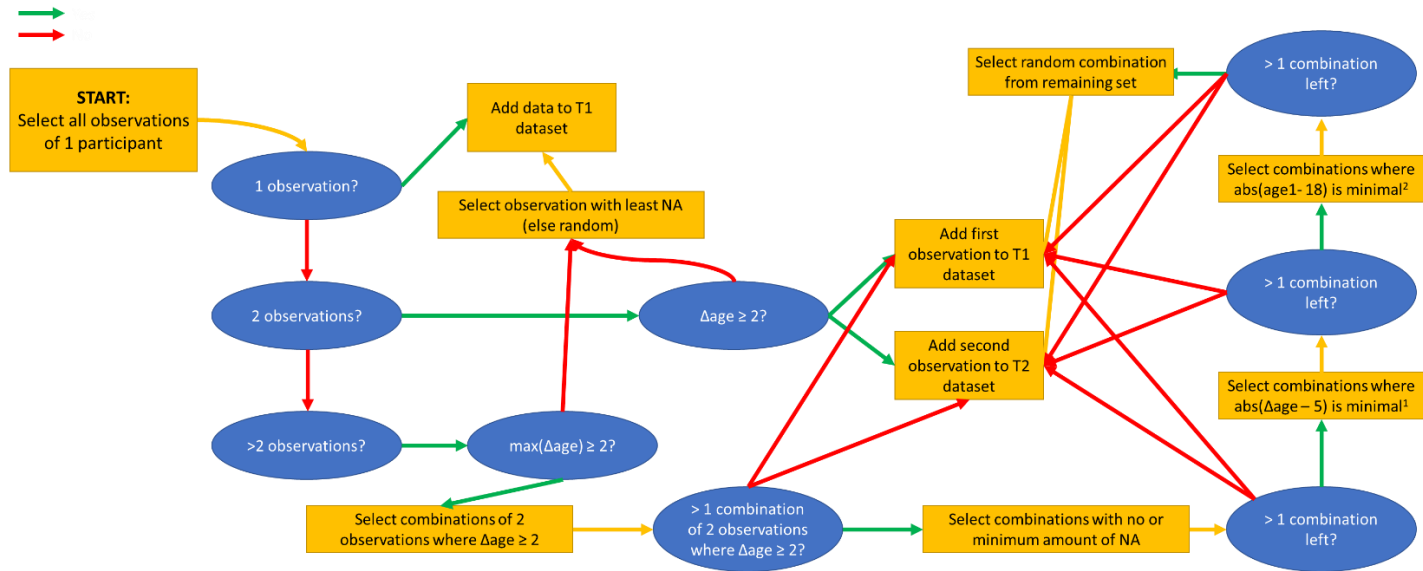 START:
Select all observations
of 1 participant
Add data to T1
dataset
Select random combination
from remaining set
> 1 combination
left?
1 observation?
Select observation with least NA
(else random)
Select combinations where
abs(age1- 18) is minimal²
Add first
observation to T1
dataset
2 observations?
Δage ≥ 2?
> 1 combination
left?
Add second
observation to T2
dataset
Select combinations where
abs(Δage – 5) is minimal¹
>2 observations?
max(Δage) ≥ 2?
Select combinations of 2
observations where Δage ≥ 2
> 1 combination
of 2 observations
where Δage ≥ 2?
Select combinations with no or
minimum amount of NA
> 1 combination
left?